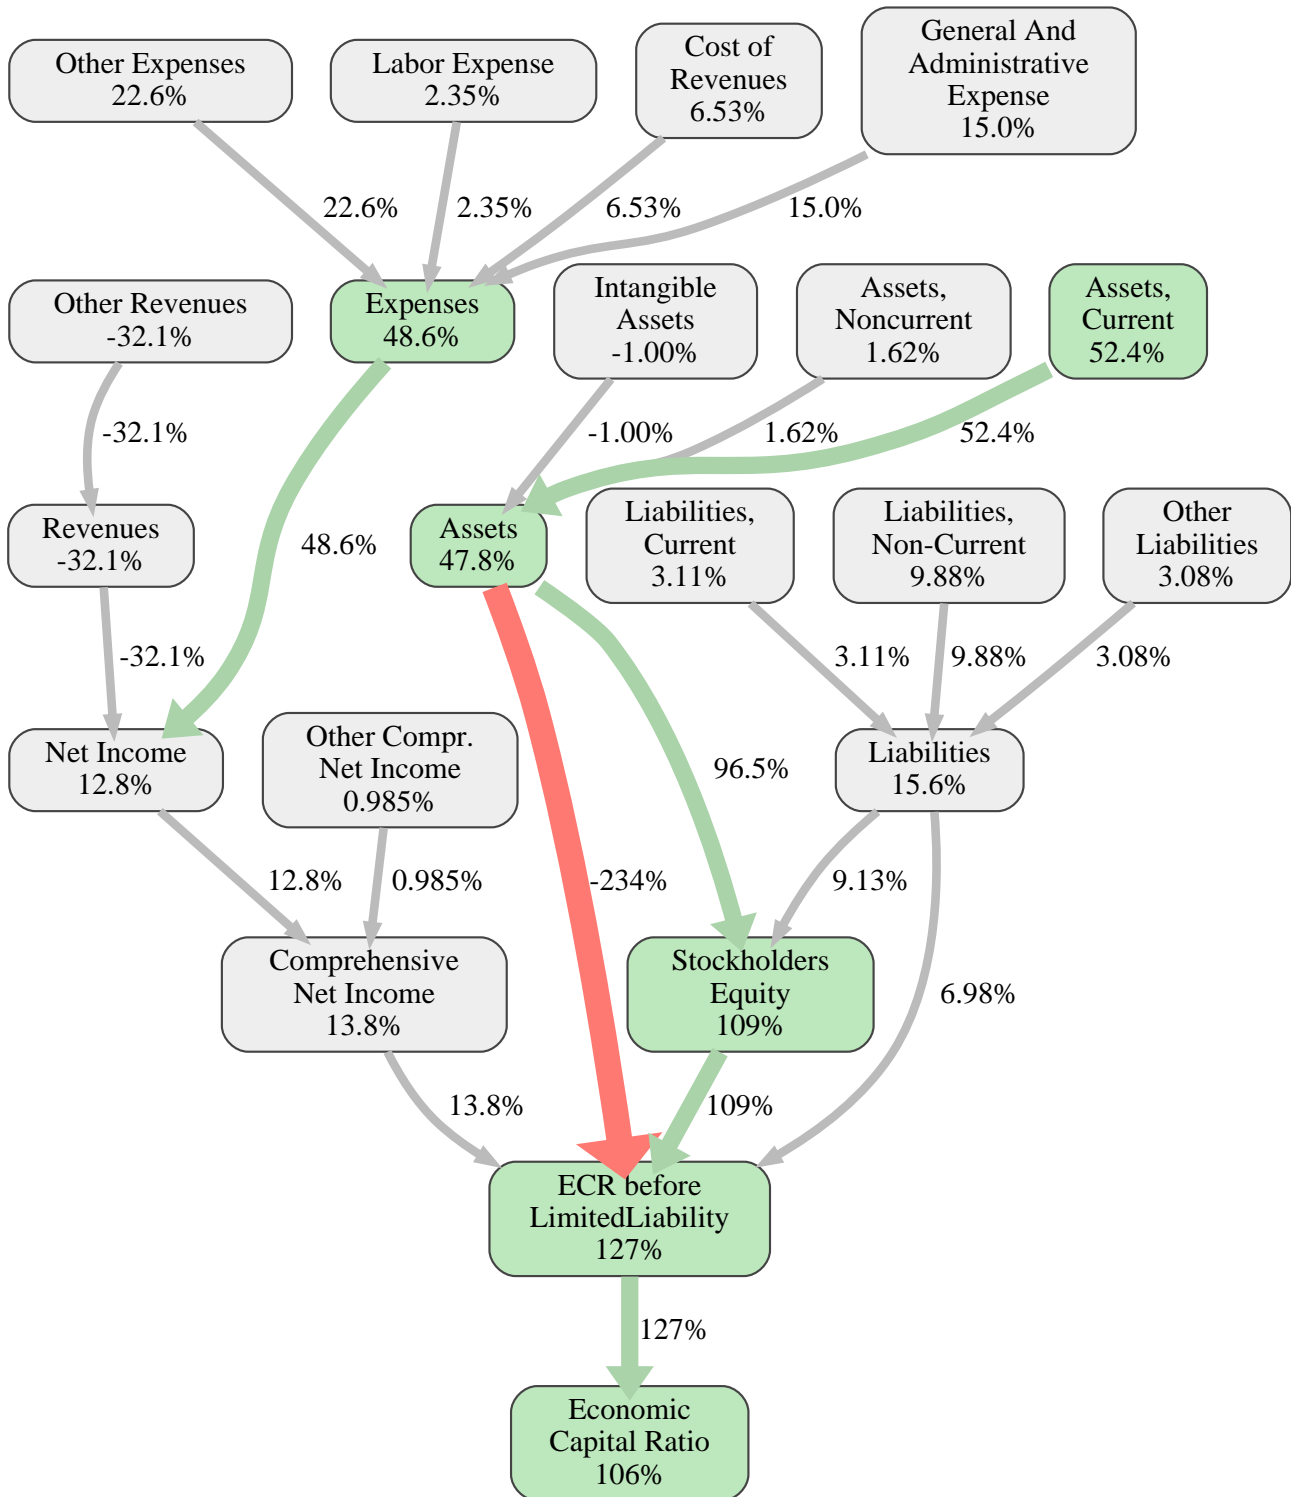 Other Expenses
22.6%
Labor Expense
2.35%
Cost of
Revenues
6.53%
General And
Administrative
Expense
15.0%
22.6%
2.35%
6.53%
15.0%
Other Revenues
-32.1%
Expenses
48.6%
Intangible
Assets
-1.00%
Assets,
Noncurrent
1.62%
Assets,
Current
52.4%
-32.1%
-1.00%
1.62%
52.4%
Revenues
-32.1%
48.6%
Assets
47.8%
Liabilities,
Current
3.11%
Liabilities,
Non-Current
9.88%
Other
Liabilities
3.08%
-32.1%
3.11%
9.88%
3.08%
Net Income
12.8%
Other Compr.
Net Income
0.985%
96.5%
Liabilities
15.6%
12.8%
0.985%
-234%
9.13%
Comprehensive
Net Income
13.8%
Stockholders
Equity
109%
6.98%
13.8%
109%
ECR before
LimitedLiability
127%
127%
Economic
Capital Ratio
106%